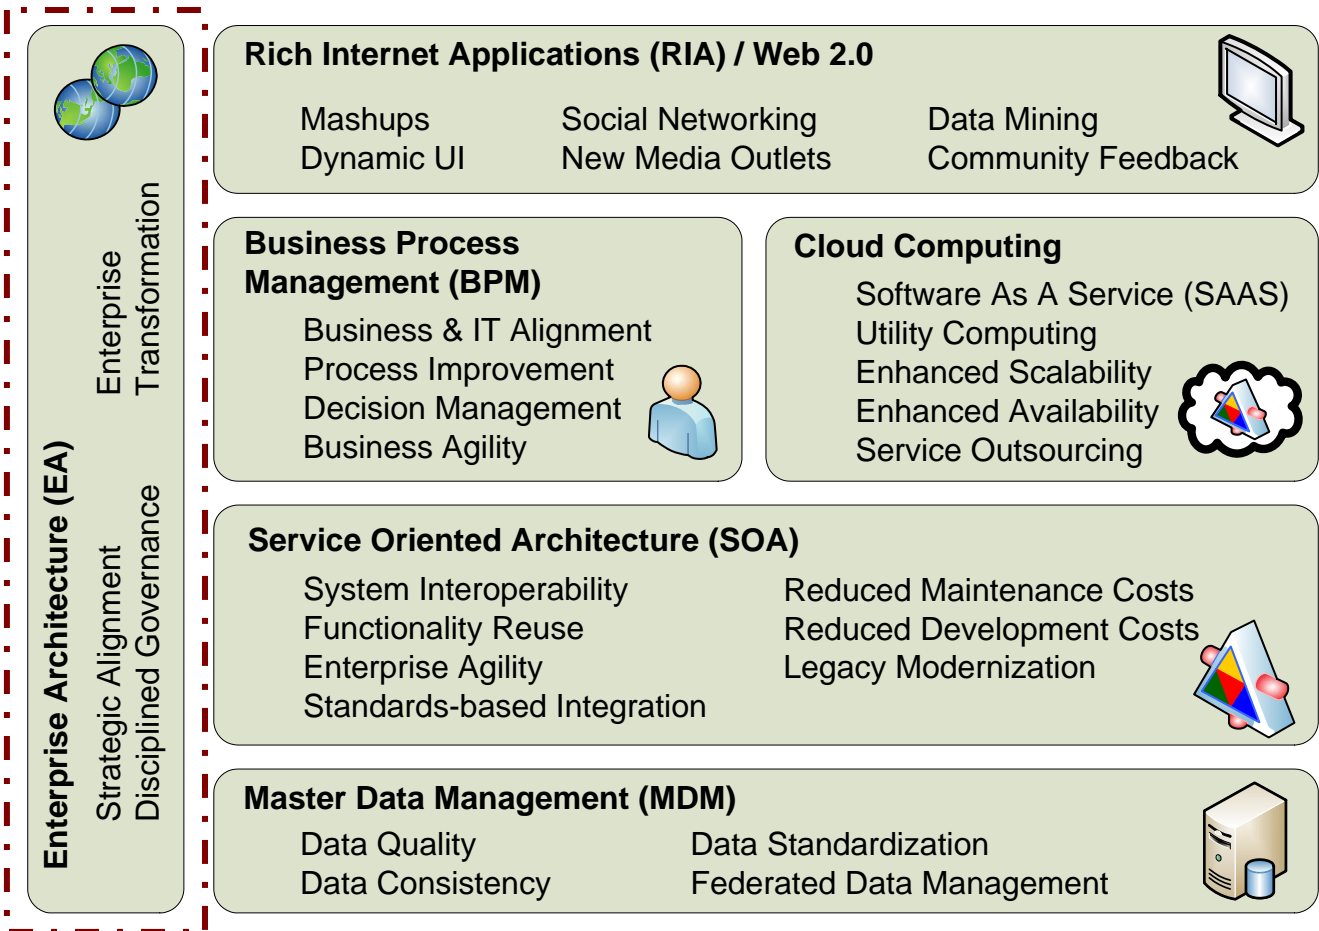 Enterprise Architecture (EA)
Strategic Alignment
Disciplined Governance
Enterprise
Transformation
Rich Internet Applications (RIA) / Web 2.0
Mashups
Dynamic UI
Social Networking
New Media Outlets
Data Mining
Community Feedback
Business Process
Management (BPM)
Business & IT Alignment
Process Improvement
Decision Management
Business Agility
Cloud Computing
Software As A Service (SAAS)
Utility Computing
Enhanced Scalability
Enhanced Availability
Service Outsourcing
Service Oriented Architecture (SOA)
System Interoperability
Functionality Reuse
Enterprise Agility
Standards-based Integration
Reduced Maintenance Costs
Reduced Development Costs
Legacy Modernization
Master Data Management (MDM)
Data Quality
Data Consistency
Data Standardization
Federated Data Management